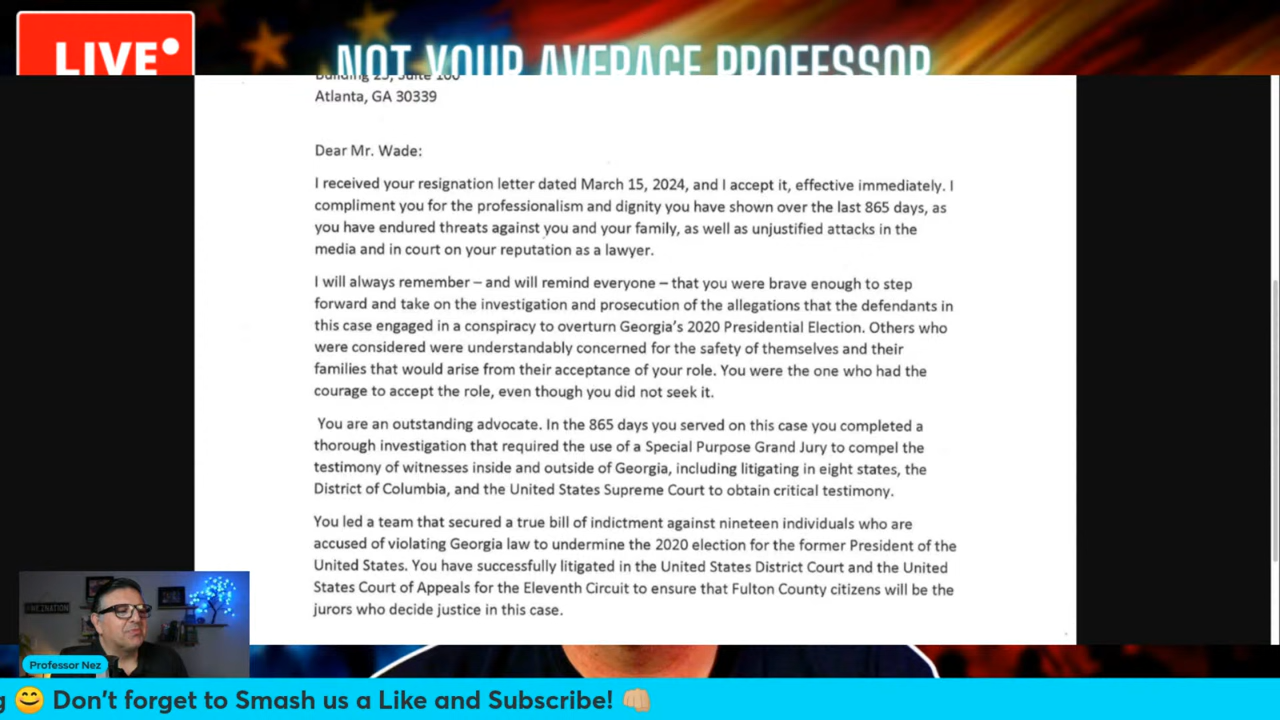 LIVE
NOT YOUR AVERAGE PROFESSOR
Building 25, Suite 100
Atlanta, GA 30339
Dear Mr. Wade:
I received your resignation letter dated March 15, 2024, and I accept it, effective immediately. I
compliment you for the professionalism and dignity you have shown over the last 865 days, as
you have endured threats against you and your family, as well as unjustified attacks in the
media and in court on your reputation as a lawyer.
I will always remember – and will remind everyone – that you were brave enough to step
forward and take on the investigation and prosecution of the allegations that the defendants in
this case engaged in a conspiracy to overturn Georgia's 2020 Presidential Election. Others who
were considered were understandably concerned for the safety of themselves and their
families that would arise from their acceptance of your role. You were the one who had the
courage to accept the role, even though you did not seek it.
You are an outstanding advocate. In the 865 days you served on this case you completed a
thorough investigation that required the use of a Special Purpose Grand Jury to compel the
testimony of witnesses inside and outside of Georgia, including litigating in eight states, the
District of Columbia, and the United States Supreme Court to obtain critical testimony.
You led a team that secured a true bill of indictment against nineteen individuals who are
accused of violating Georgia law to undermine the 2020 election for the former President of the
United States. You have successfully litigated in the United States District Court and the United
States Court of Appeals for the Eleventh Circuit to ensure that Fulton County citizens will be the
jurors who decide justice in this case.
#NEZNATION
Professor Nez
g 😊 Don't forget to Smash us a Like and Subscribe! 👊🏼